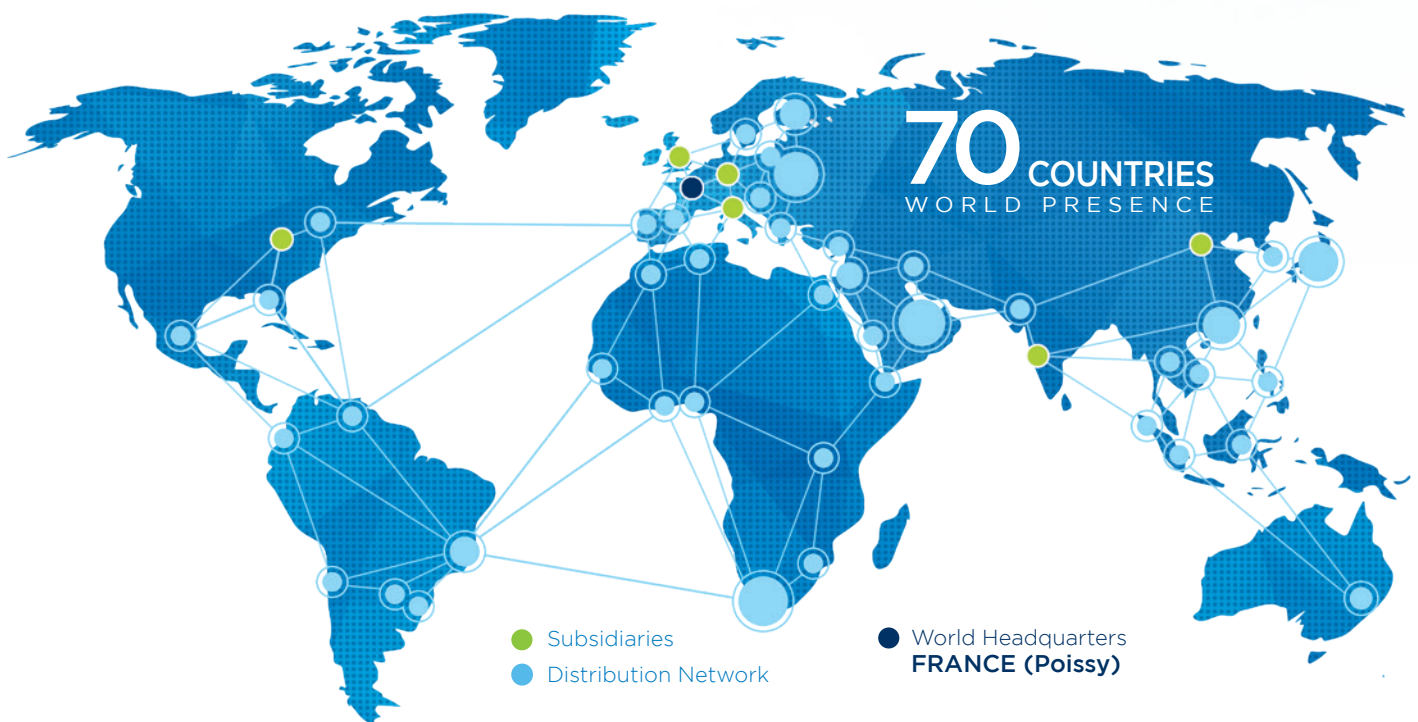 70 COUNTRIES
WORLD PRESENCE
Subsidiaries
Distribution Network
World Headquarters
FRANCE (Poissy)